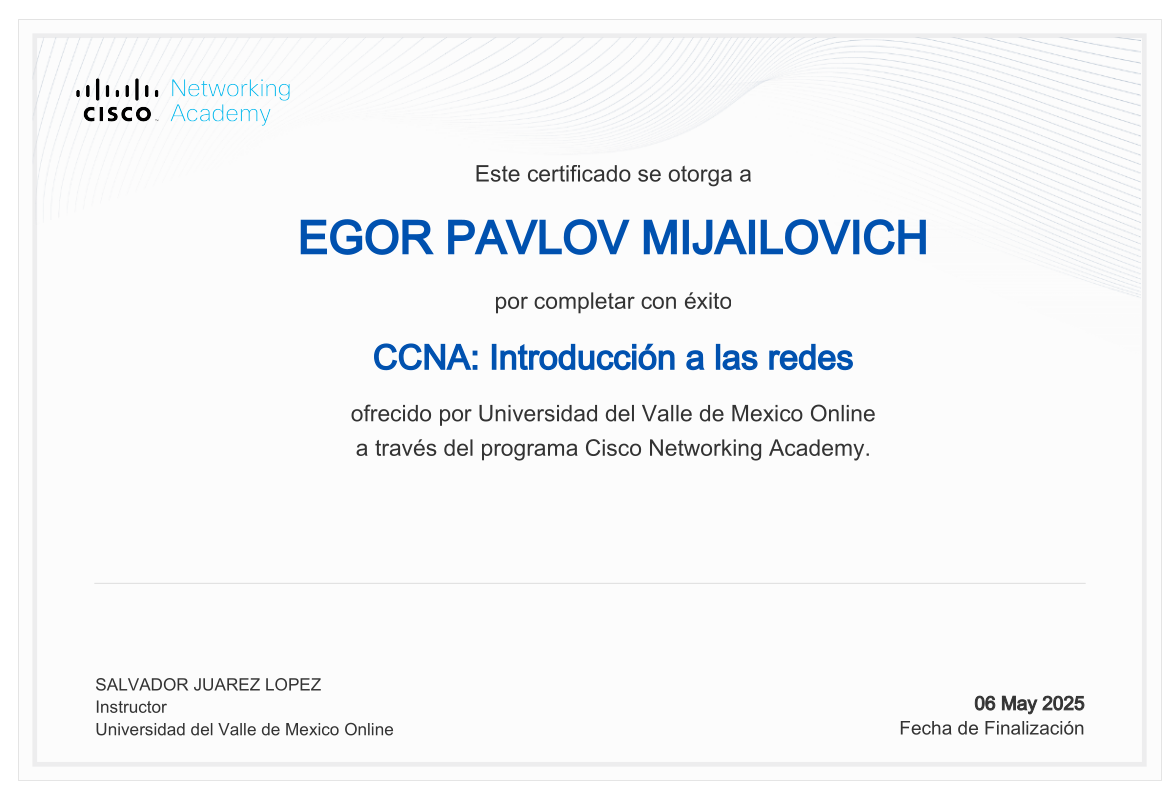 Networking
CISCO Academy
Este certificado se otorga a
EGOR PAVLOV MIJAILOVICH
por completar con éxito
CCNA: Introducción a las redes
ofrecido por Universidad del Valle de Mexico Online
a través del programa Cisco Networking Academy.
SALVADOR JUAREZ LOPEZ
Instructor
Universidad del Valle de Mexico Online
06 May 2025
Fecha de Finalización